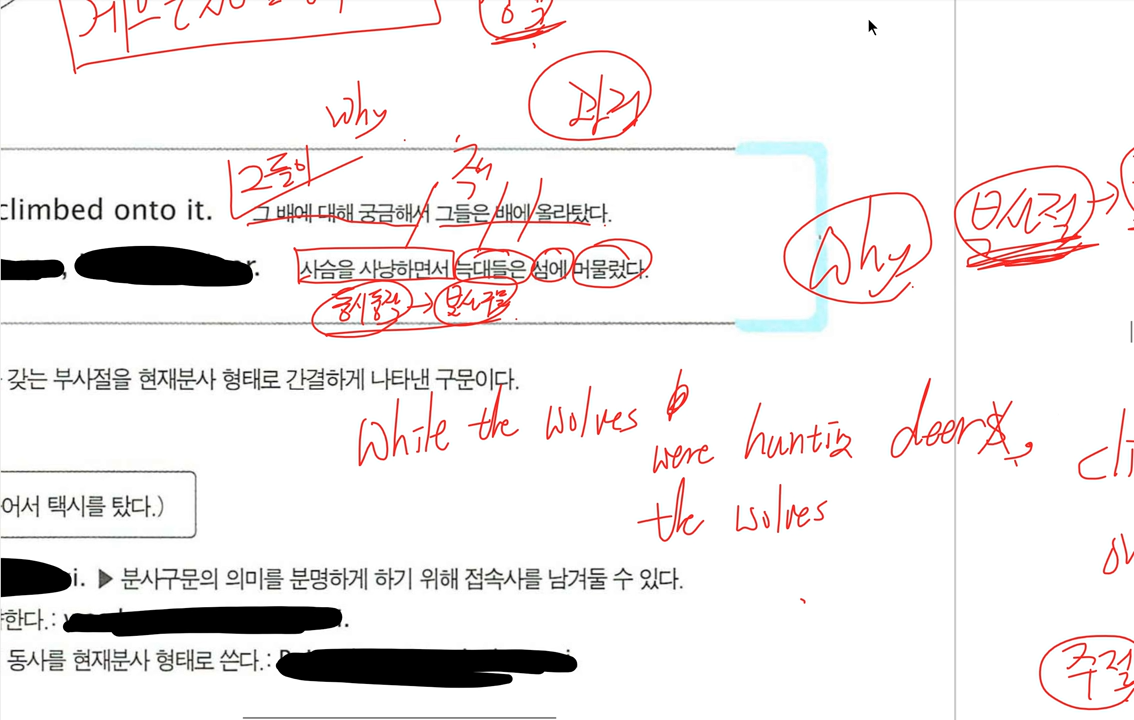 why
과거
그들이
climbed onto it. 그 배에 대해 궁금해서 그들은 배에 올라탔다.
why
부사절 →
사슴을 사냥하면서 늑대들은 섬에 머물렀다.
동시동작 → 분사구문
갖는 부사절을 현재분사 형태로 간결하게 나타낸 구문이다.
while the wolves
were hunting deer,
the wolves
어서 택시를 탔다.)
i. ▶ 분사구문의 의미를 분명하게 하기 위해 접속사를 남겨둘 수 있다.
한다.:
동사를 현재분사 형태로 쓴다.:
주절